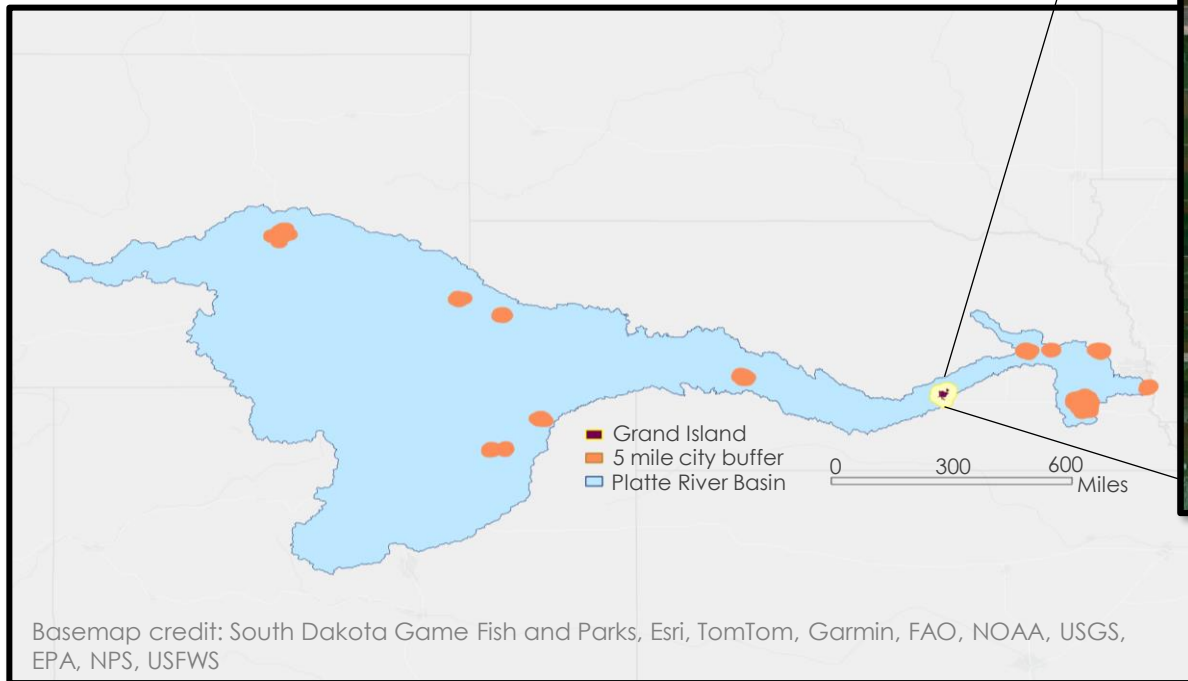 Grand Island
5 mile city buffer
Platte River Basin
0 300 600
Miles
Basemap credit: South Dakota Game Fish and Parks, Esri, TomTom, Garmin, FAO, NOAA, USGS,
EPA, NPS, USFWS